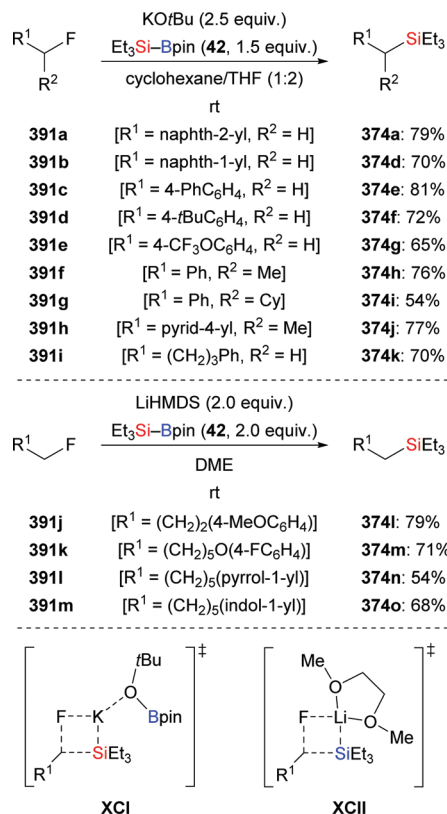 KOtBu (2.5 equiv.)
Et₃Si–Bpin (42, 1.5 equiv.)
R¹ F R² cyclohexane/THF (1:2) R¹ SiEt₃ R²
rt
391a [R¹ = naphth-2-yl, R² = H] 374a: 79%
391b [R¹ = naphth-1-yl, R² = H] 374d: 70%
391c [R¹ = 4-PhC₆H₄, R² = H] 374e: 81%
391d [R¹ = 4-tBuC₆H₄, R² = H] 374f: 72%
391e [R¹ = 4-CF₃OC₆H₄, R² = H] 374g: 65%
391f [R¹ = Ph, R² = Me] 374h: 76%
391g [R¹ = Ph, R² = Cy] 374i: 54%
391h [R¹ = pyrid-4-yl, R² = Me] 374j: 77%
391i [R¹ = (CH₂)₃Ph, R² = H] 374k: 70%
LiHMDS (2.0 equiv.)
Et₃Si–Bpin (42, 2.0 equiv.)
R¹ F DME R¹ SiEt₃
rt
391j [R¹ = (CH₂)₂(4-MeOC₆H₄)] 374l: 79%
391k [R¹ = (CH₂)₅O(4-FC₆H₄)] 374m: 71%
391l [R¹ = (CH₂)₅(pyrrol-1-yl)] 374n: 54%
391m [R¹ = (CH₂)₅(indol-1-yl)] 374o: 68%
‡ ‡
tBu Me
O O
F K Bpin F Li O
SiEt₃ SiEt₃ Me
R¹ R¹
XCI XCII